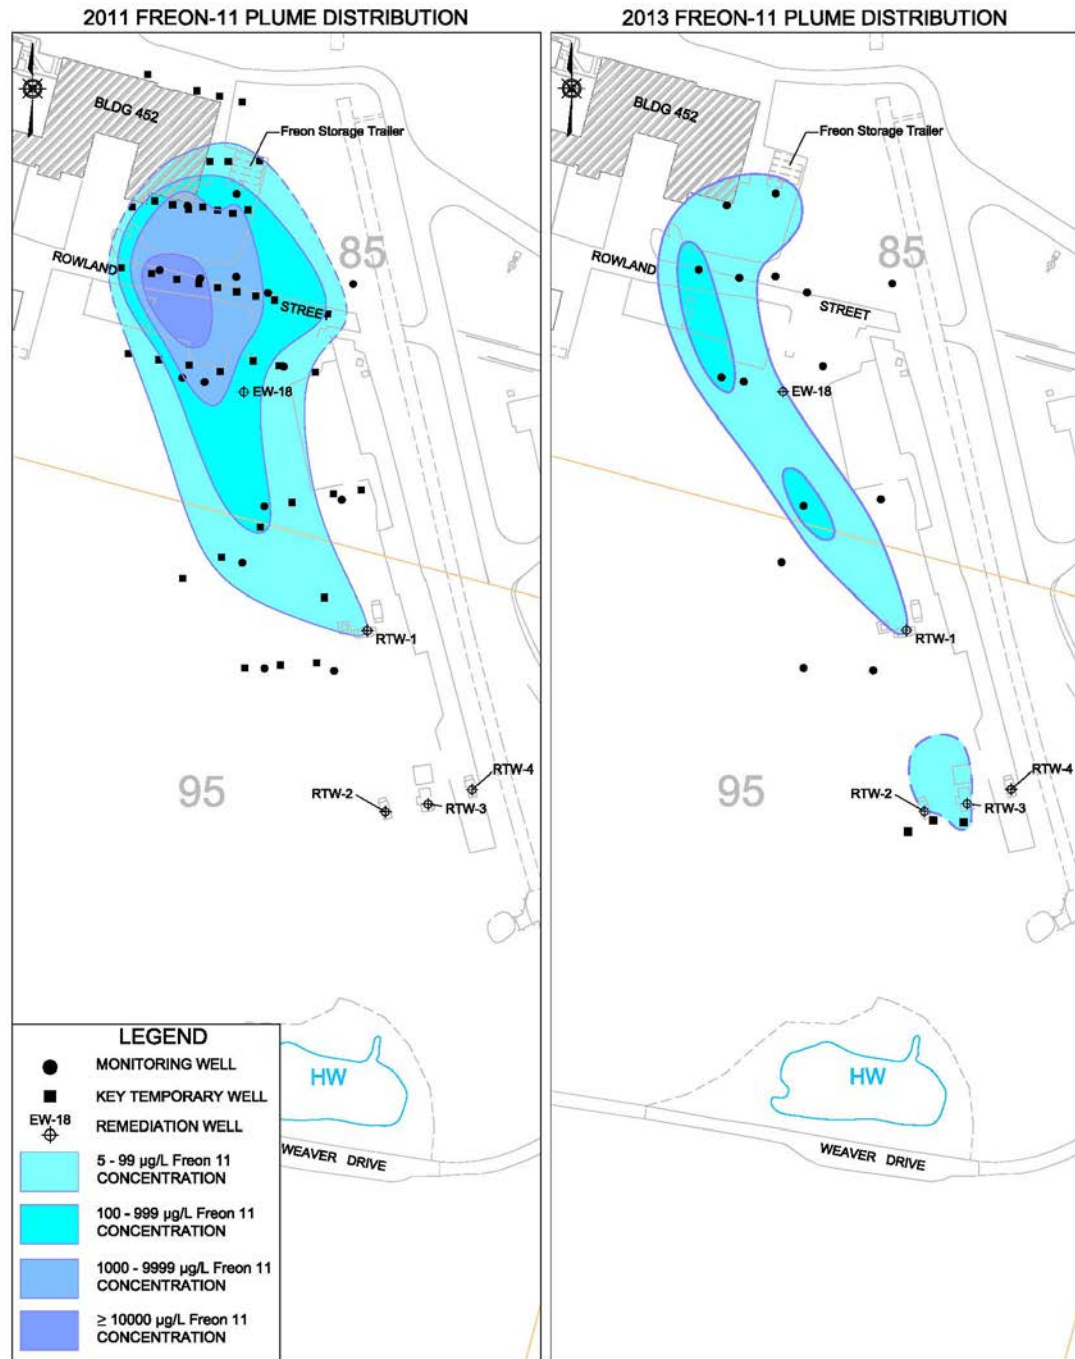 2011 FREON-11 PLUME DISTRIBUTION
BLDG 452
Freon Storage Trailer
85
ROWLAND
STREET
EW-18
RTW-1
95
RTW-4
RTW-2
RTW-3
LEGEND
MONITORING WELL
KEY TEMPORARY WELL
EW-18
REMEDIATION WELL
5 - 99 µg/L Freon 11
CONCENTRATION
100 - 999 µg/L Freon 11
CONCENTRATION
1000 - 9999 µg/L Freon 11
CONCENTRATION
≥ 10000 µg/L Freon 11
CONCENTRATION
HW
WEAVER DRIVE
2013 FREON-11 PLUME DISTRIBUTION
BLDG 452
Freon Storage Trailer
85
ROWLAND
STREET
EW-18
RTW-1
95
RTW-4
RTW-2
RTW-3
HW
WEAVER DRIVE